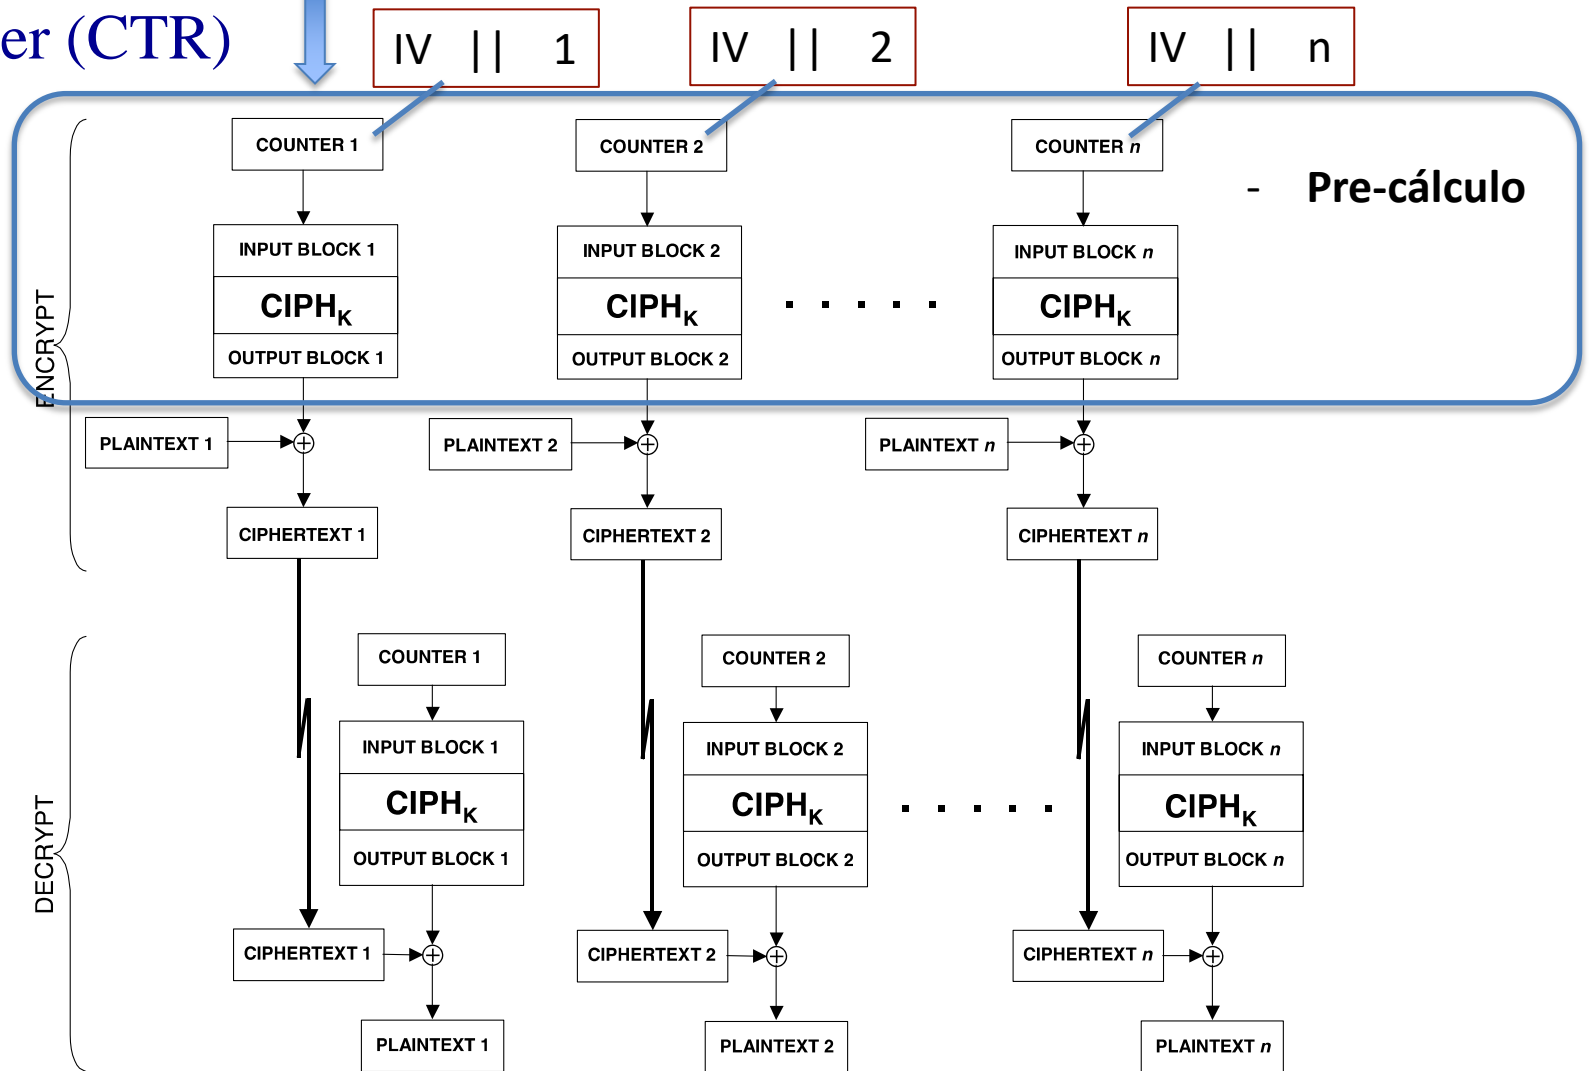 er (CTR)
IV || 1
IV || 2
IV || n
COUNTER 1
COUNTER 2
COUNTER n
- Pre-cálculo
INPUT BLOCK 1
INPUT BLOCK 2
INPUT BLOCK n
CIPHK
CIPHK
CIPHK
OUTPUT BLOCK 1
OUTPUT BLOCK 2
OUTPUT BLOCK n
ENCRYPT
PLAINTEXT 1
PLAINTEXT 2
PLAINTEXT n
CIPHERTEXT 1
CIPHERTEXT 2
CIPHERTEXT n
COUNTER 1
COUNTER 2
COUNTER n
INPUT BLOCK 1
INPUT BLOCK 2
INPUT BLOCK n
CIPHK
CIPHK
CIPHK
OUTPUT BLOCK 1
OUTPUT BLOCK 2
OUTPUT BLOCK n
DECRYPT
CIPHERTEXT 1
CIPHERTEXT 2
CIPHERTEXT n
PLAINTEXT 1
PLAINTEXT 2
PLAINTEXT n